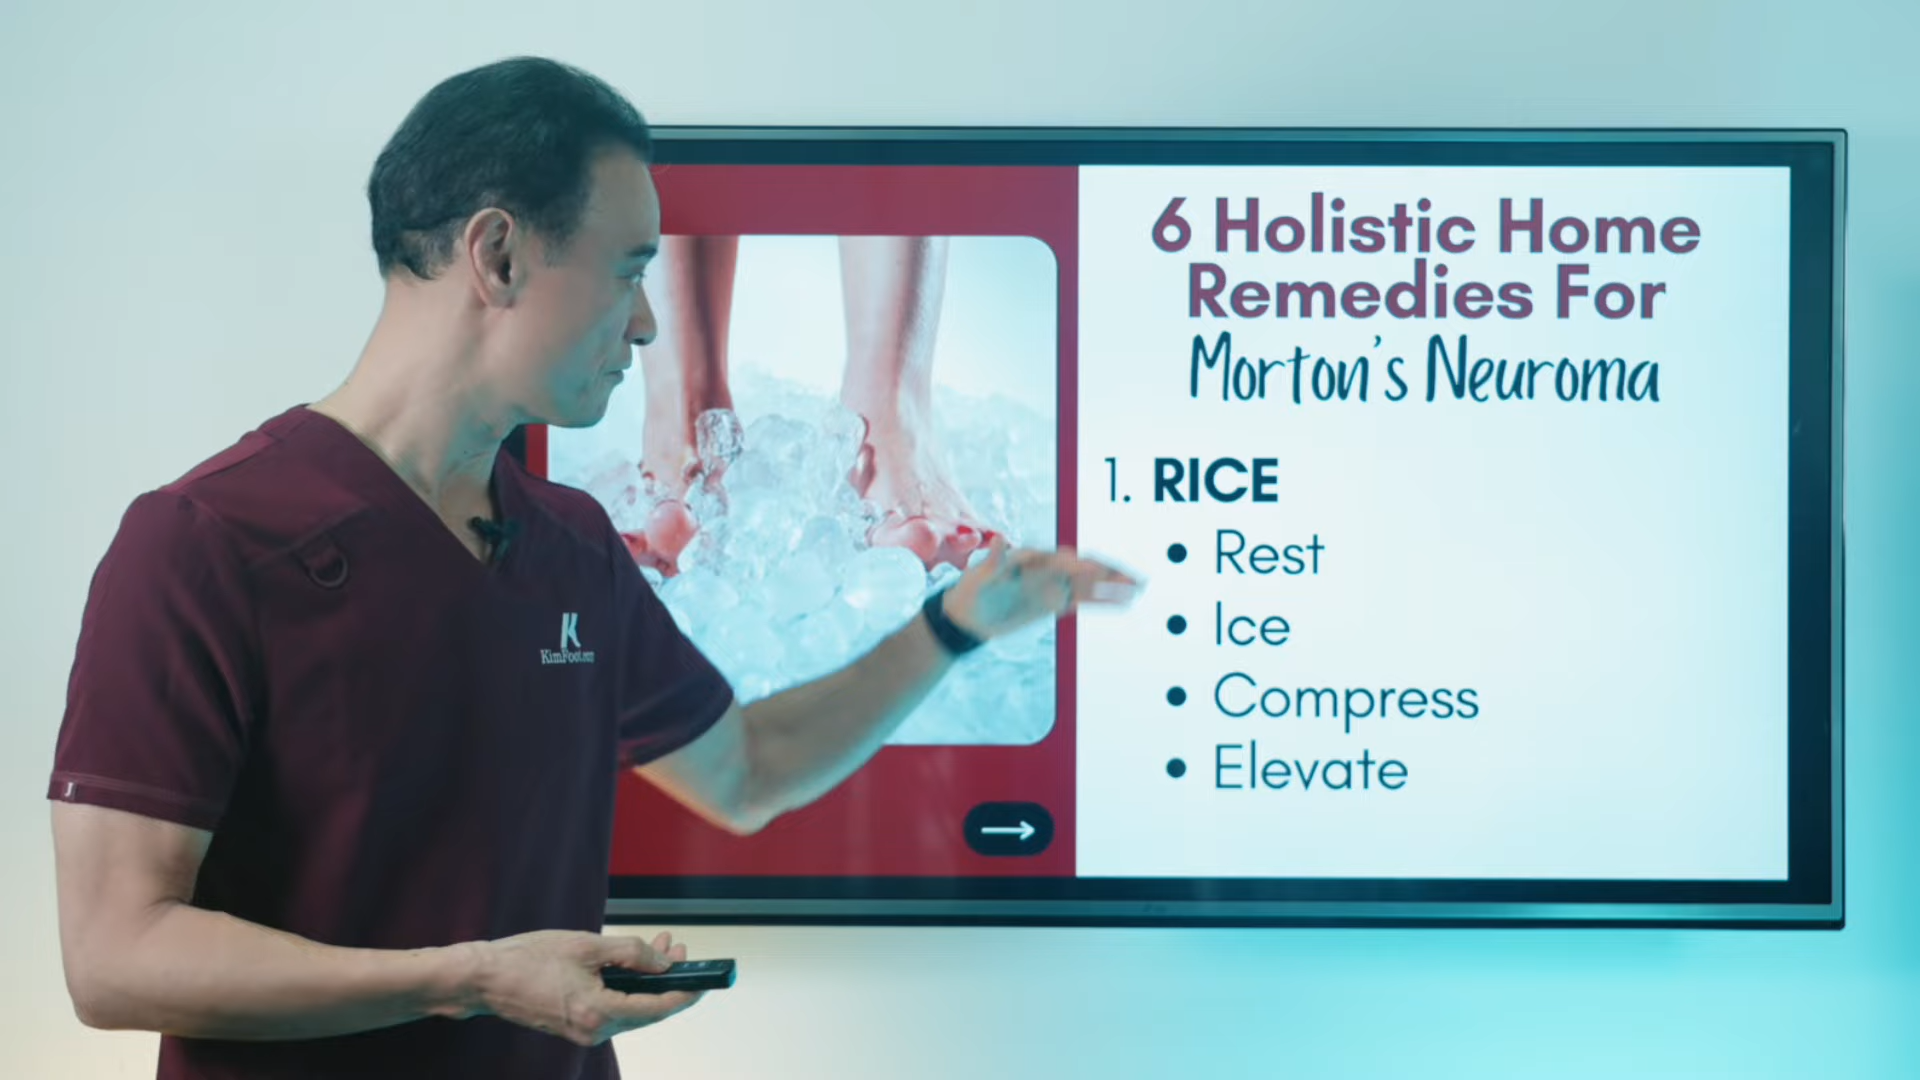 6 Holistic Home
Remedies For
Morton's Neuroma
1. RICE
• Rest
• Ice
• Compress
• Elevate
K
KimFoot.com
J